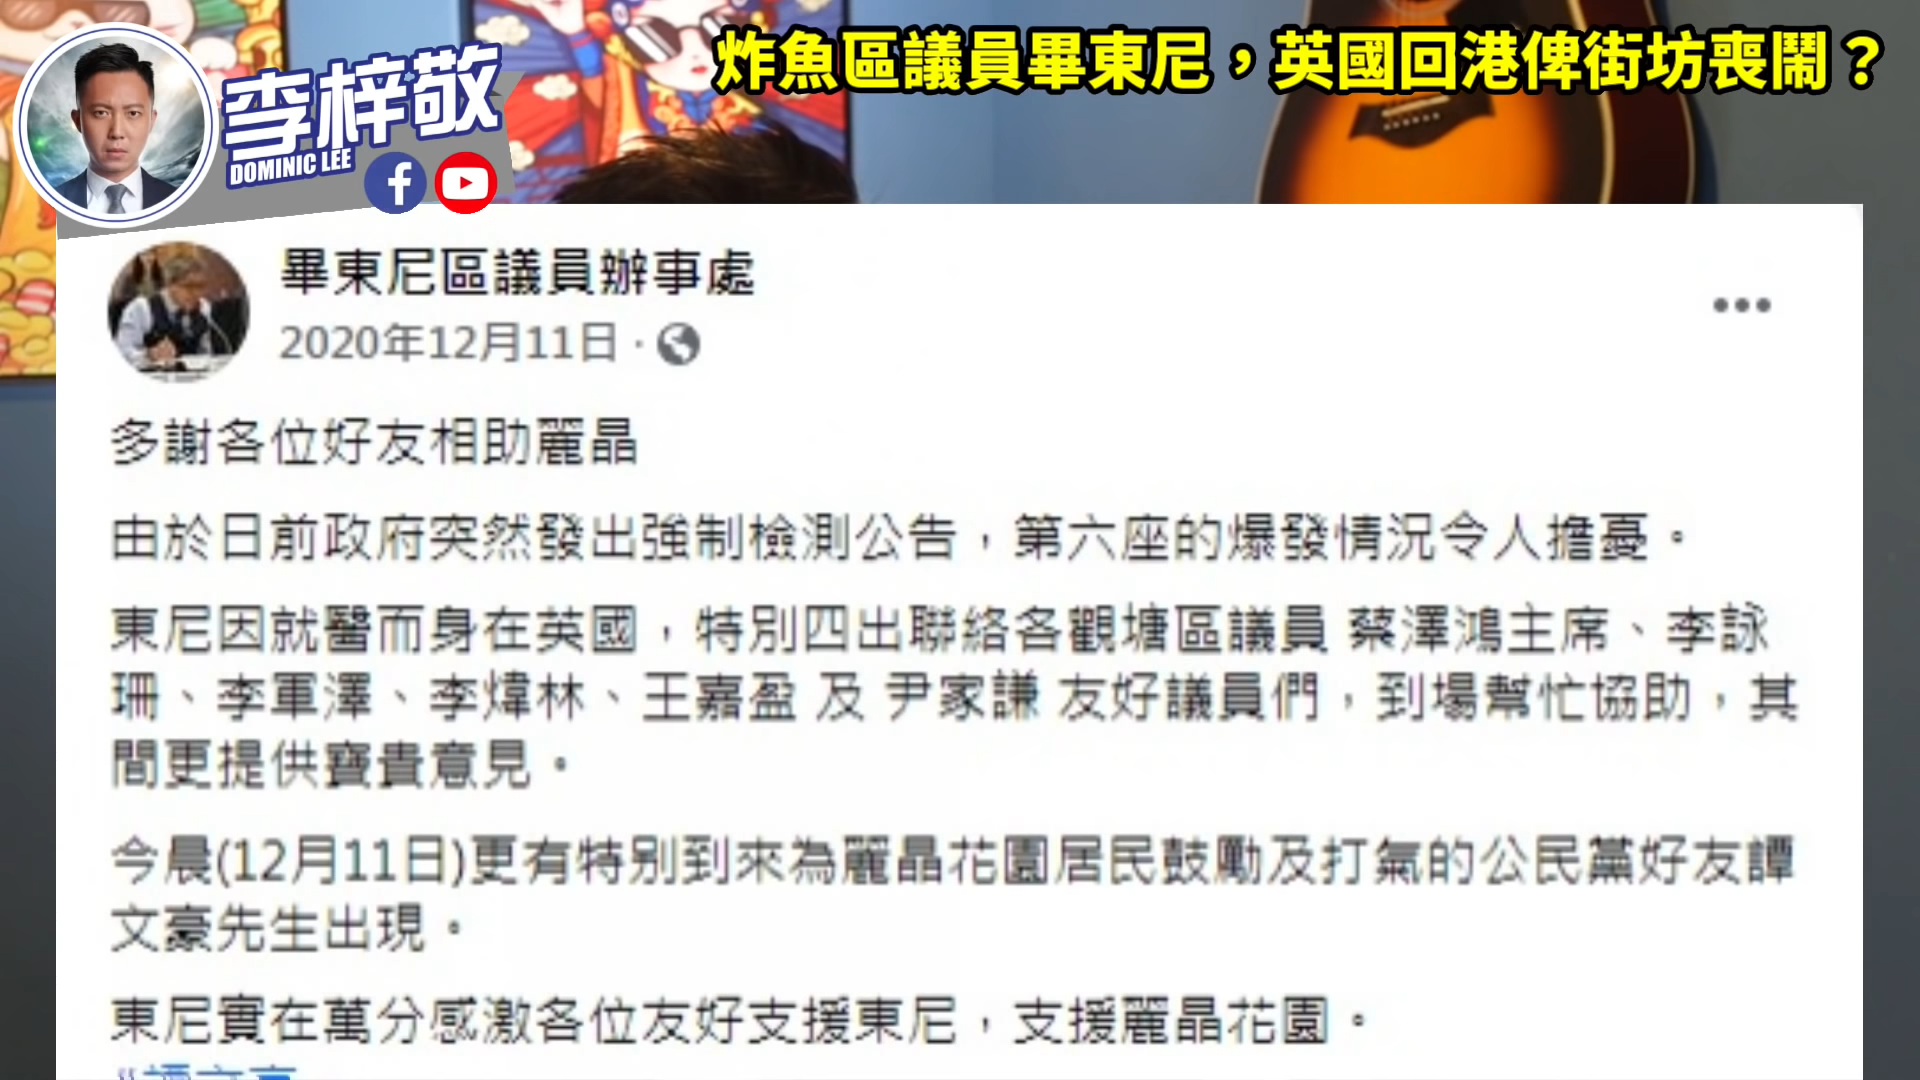 炸魚區議員畢東尼，英國回港俾街坊喪鬧？
李梓敬
DOMINIC LEE
畢東尼區議員辦事處
2020年12月11日
多謝各位好友相助麗晶
由於日前政府突然發出強制檢測公告，第六座的爆發情況令人擔憂。
東尼因就醫而身在英國，特別四出聯絡各觀塘區議員 蔡澤鴻主席、李詠
珊、李軍澤、李煒林、王嘉盈 及 尹家謙 友好議員們，到場幫忙協助，其
間更提供寶貴意見。
今晨(12月11日)更有特別到來為麗晶花園居民鼓勵及打氣的公民黨好友譚
文豪先生出現。
東尼實在萬分感激各位友好支援東尼，支援麗晶花園。